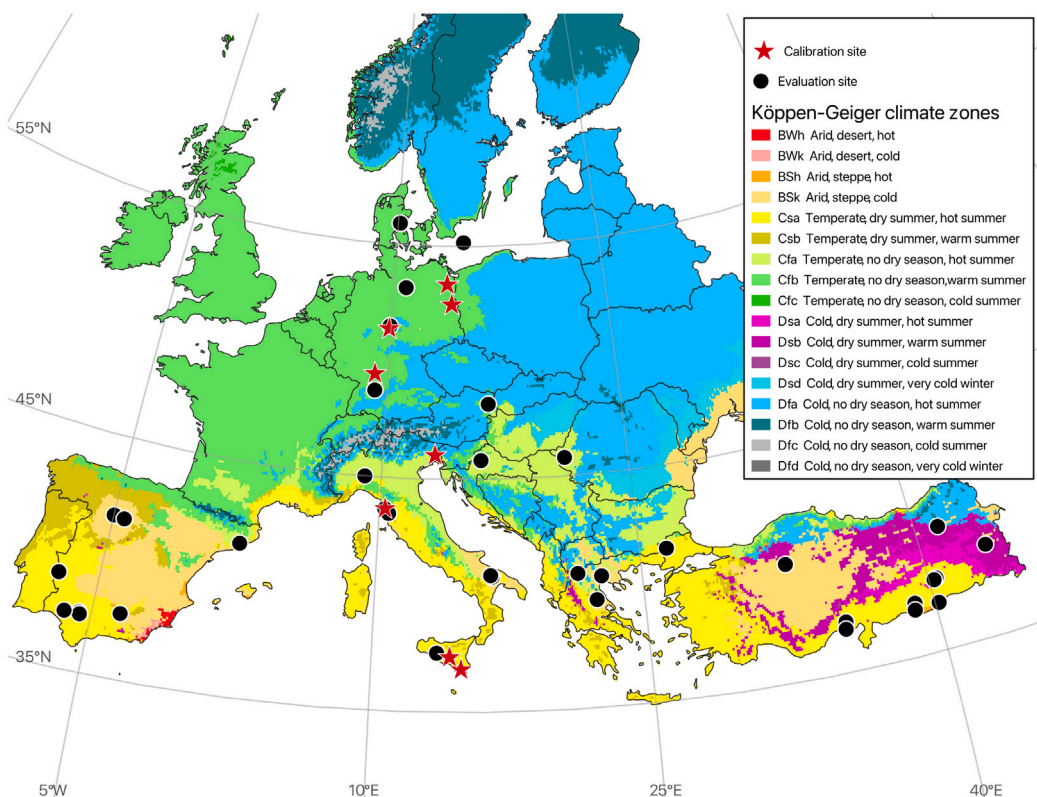 Calibration site
Evaluation site
Köppen-Geiger climate zones
BWh Arid, desert, hot
BWk Arid, desert, cold
BSh Arid, steppe, hot
BSk Arid, steppe, cold
Csa Temperate, dry summer, hot summer
Csb Temperate, dry summer, warm summer
Cfa Temperate, no dry season, hot summer
Cfb Temperate, no dry season,warm summer
Cfc Temperate, no dry season, cold summer
Dsa Cold, dry summer, hot summer
Dsb Cold, dry summer, warm summer
Dsc Cold, dry summer, cold summer
Dsd Cold, dry summer, very cold winter
Dfa Cold, no dry season, hot summer
Dfb Cold, no dry season, warm summer
Dfc Cold, no dry season, cold summer
Dfd Cold, no dry season, very cold winter
55°N
45°N
35°N
5°W
10°E
25°E
40°E